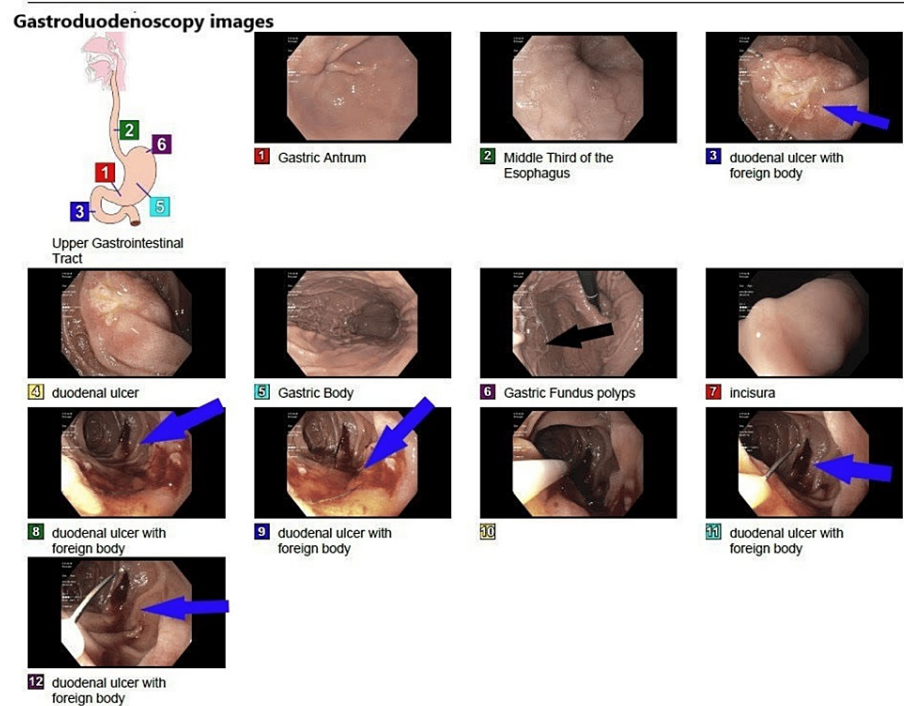 Gastroduodenoscopy images
2
6
1
3
5
Upper Gastrointestinal
Tract
1 Gastric Antrum
2 Middle Third of the
Esophagus
3 duodenal ulcer with
foreign body
4 duodenal ulcer
5 Gastric Body
6 Gastric Fundus polyps
7 incisura
8 duodenal ulcer with
foreign body
9 duodenal ulcer with
foreign body
10
11 duodenal ulcer with
foreign body
12 duodenal ulcer with
foreign body